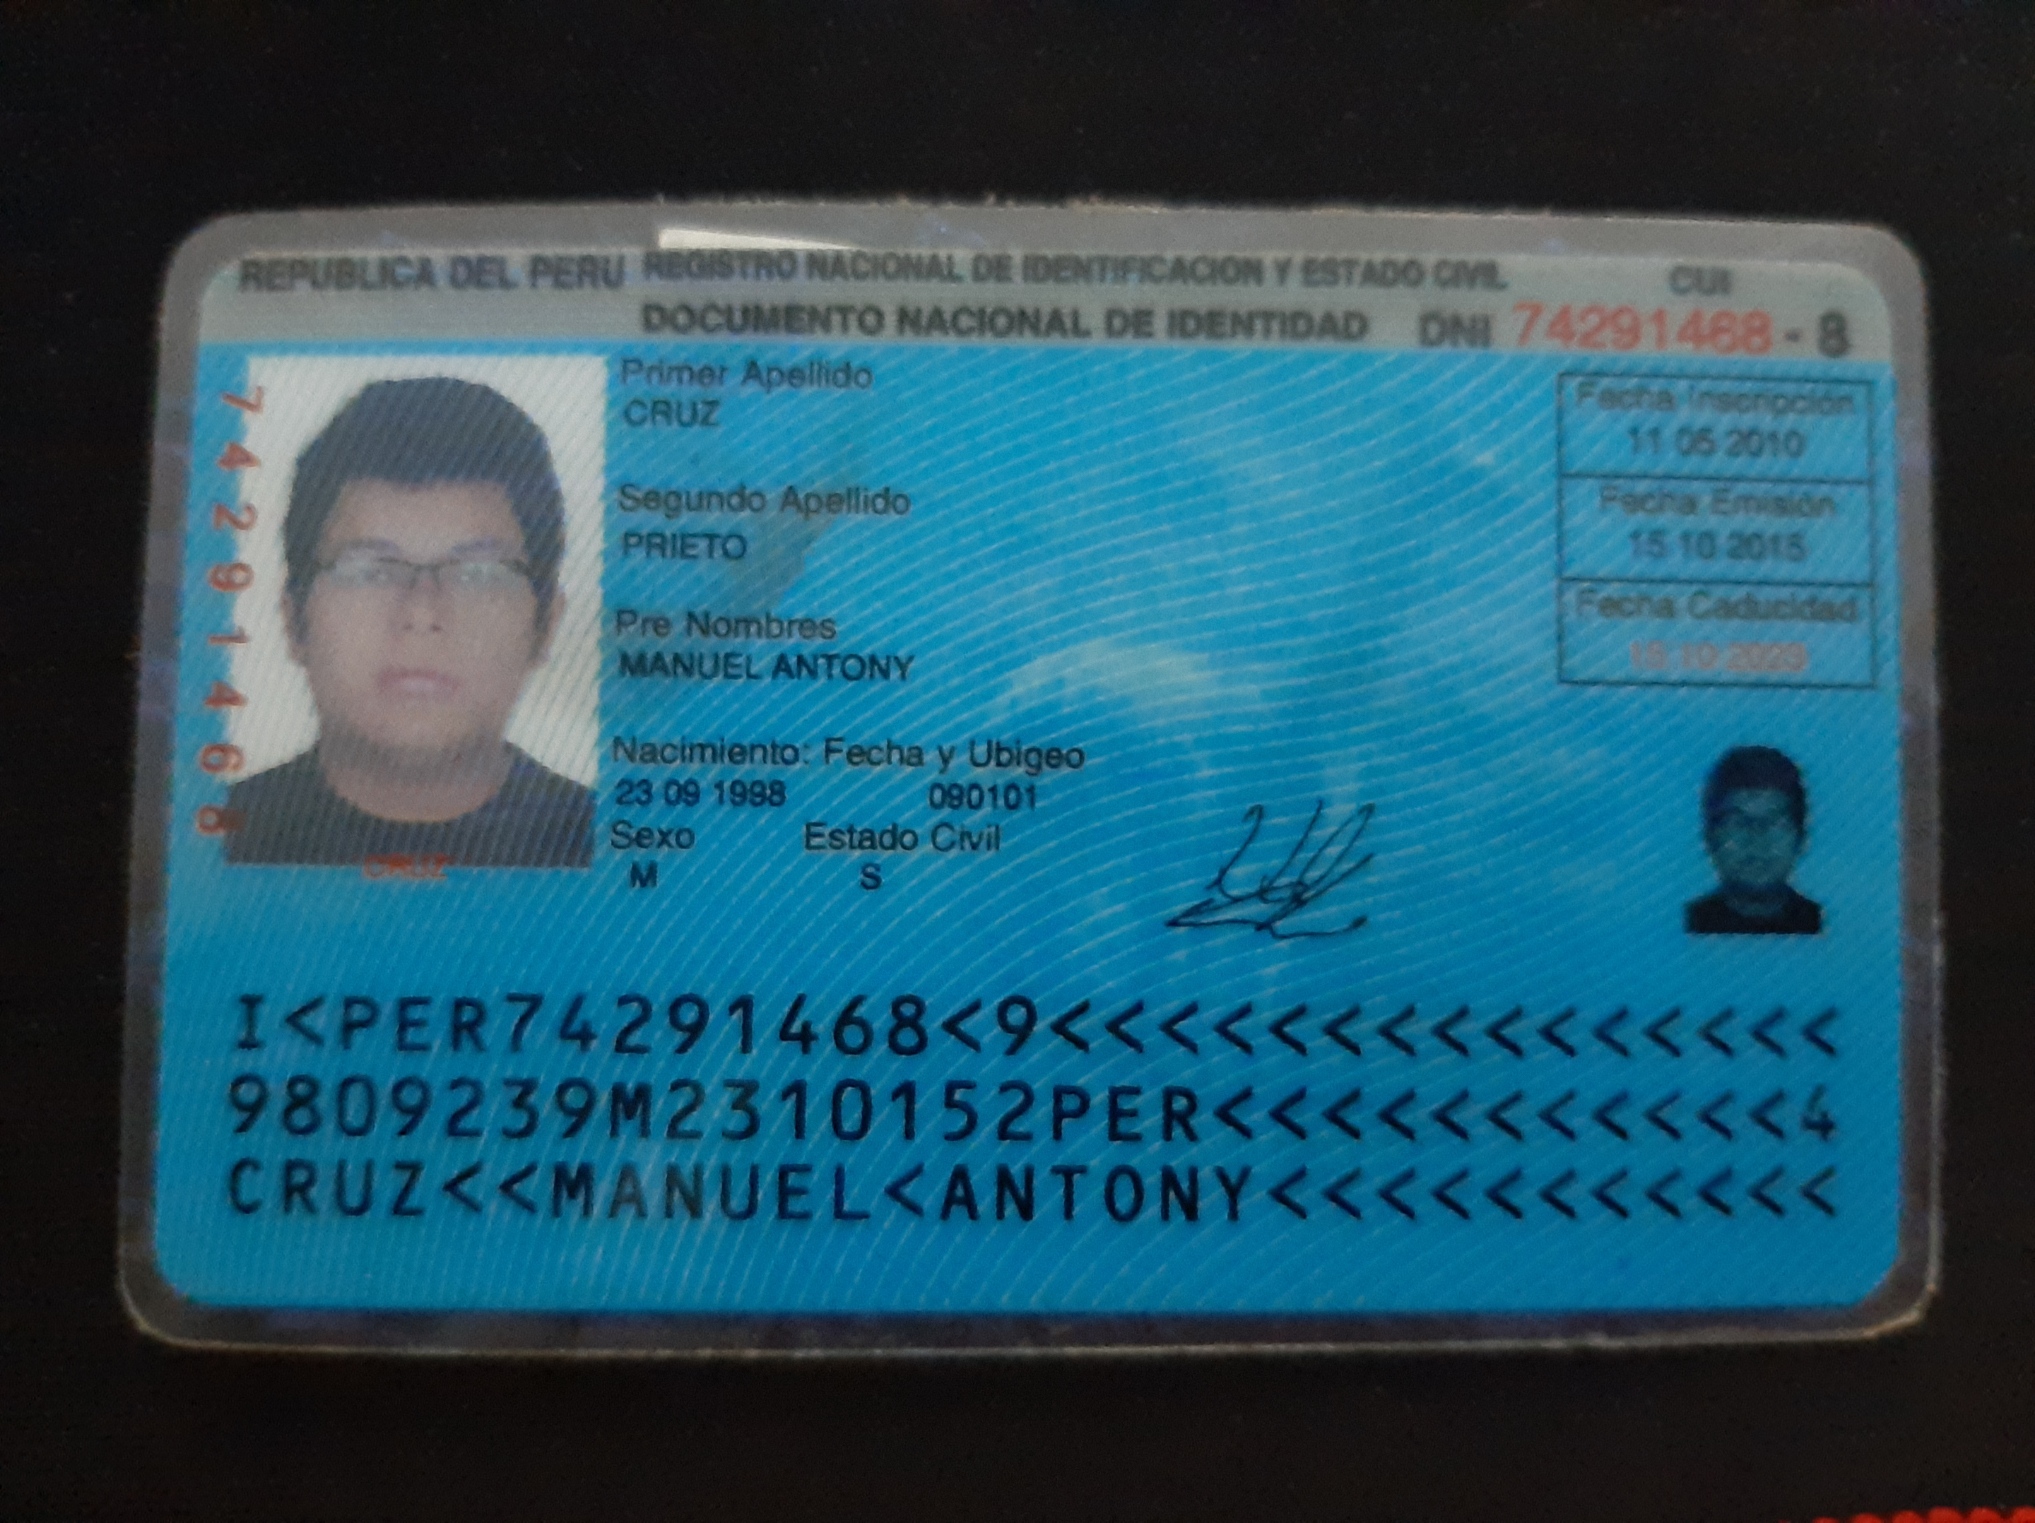 REPUBLICA DEL PERU REGISTRO NACIONAL DE IDENTIFICACION Y ESTADO CIVIL CUI
DOCUMENTO NACIONAL DE IDENTIDAD DNI 74291468 - 8
74291468
CRUZ
Primer Apellido
CRUZ
Segundo Apellido
PRIETO
Pre Nombres
MANUEL ANTONY
Nacimiento: Fecha y Ubigeo
23 09 1998 090101
Sexo Estado Civil
M S
Fecha Inscripción
11 06 2010
Fecha Emisión
15 10 2015
Fecha Caducidad
15 10 2023
I<PER74291468<9<<<<<<<<<<<<<<<
9809239M2310152PER<<<<<<<<<<<4
CRUZ<<MANUEL<ANTONY<<<<<<<<<<<